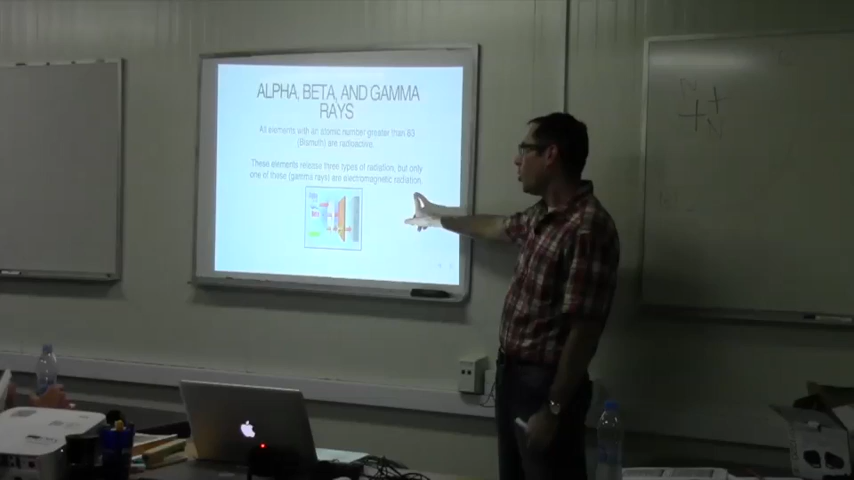 ALPHA, BETA, AND GAMMA
RAYS
All elements with an atomic number greater than 83
(Bismuth) are radioactive.
These elements release three types of radiation, but only
one of these (gamma rays) are electromagnetic radiation.
N +
+ N